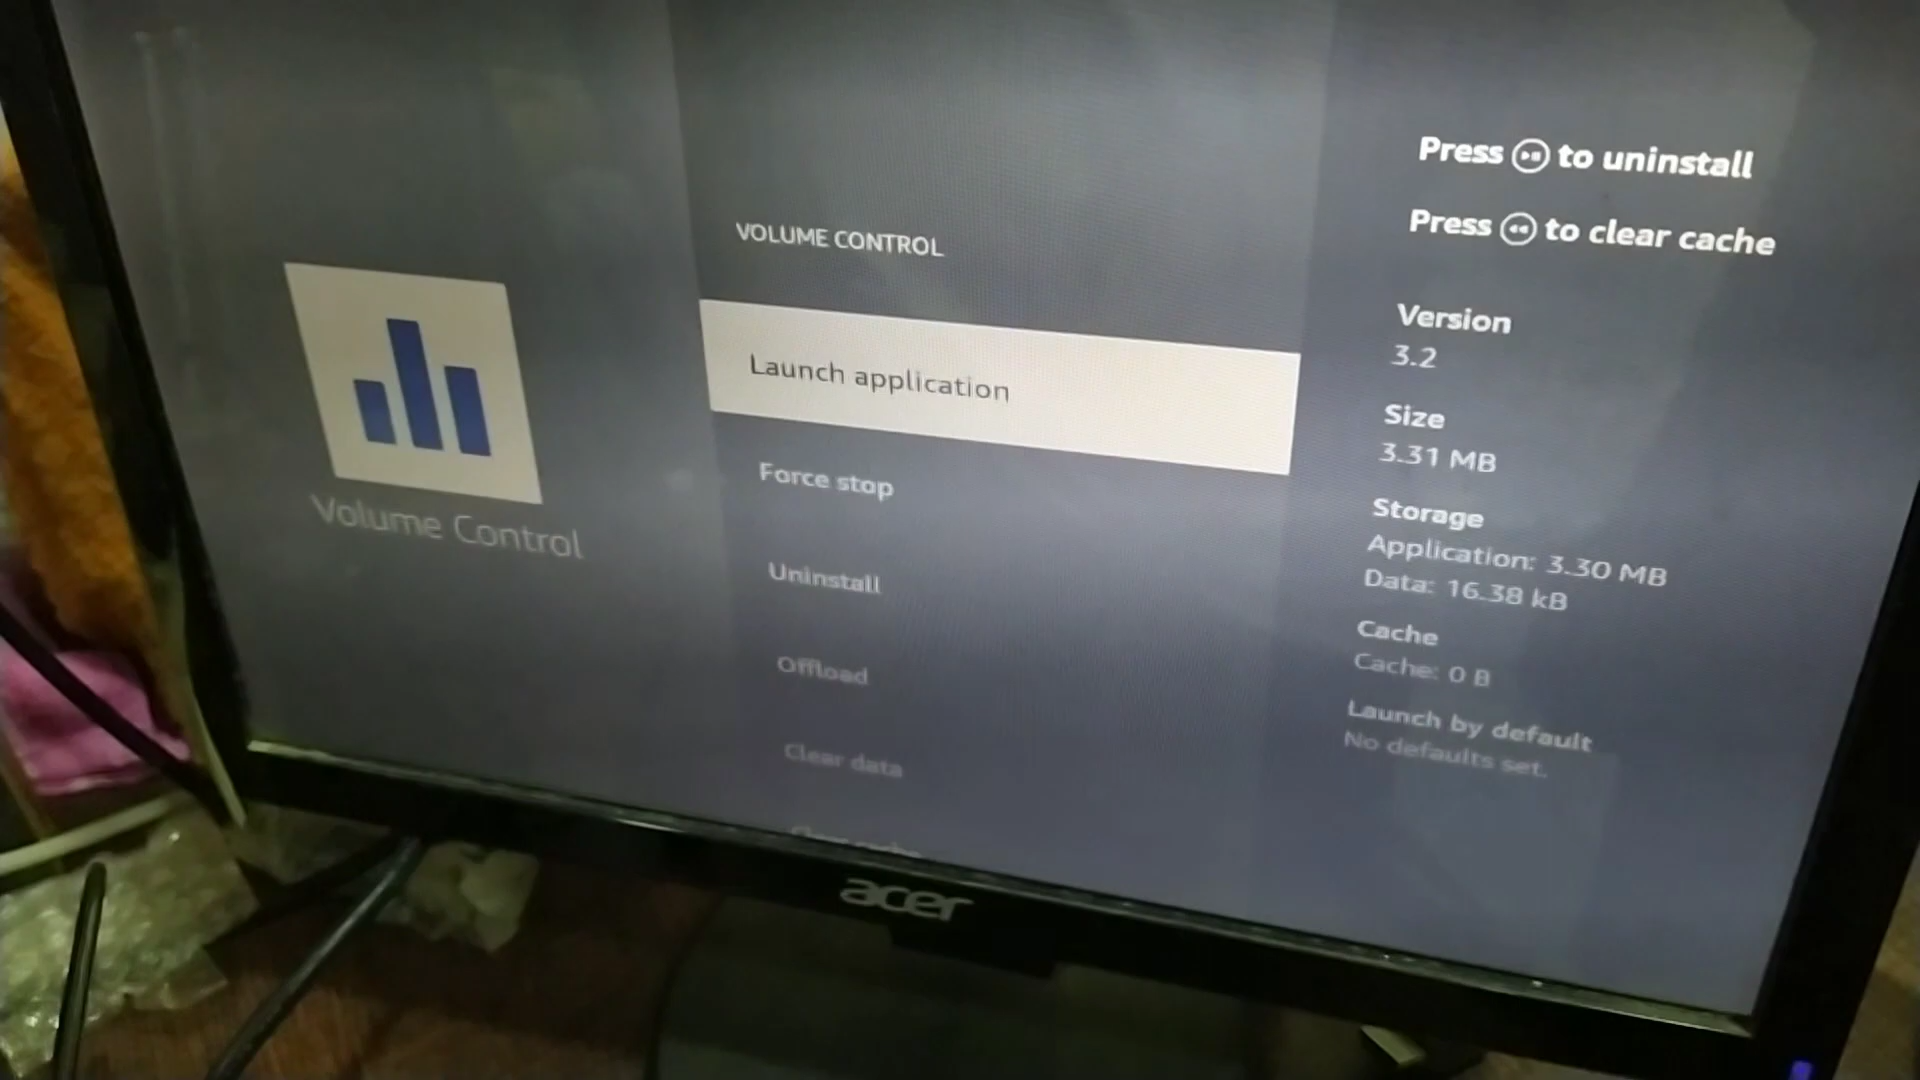 VOLUME CONTROL
Launch application
Force stop
Uninstall
Offload
Clear data
Clear cache
Volume Control
Press to uninstall
Press to clear cache
Version
3.2
Size
3.31 MB
Storage
Application: 3.30 MB
Data: 16.38 kB
Cache
Cache: 0 B
Launch by default
No defaults set.
acer